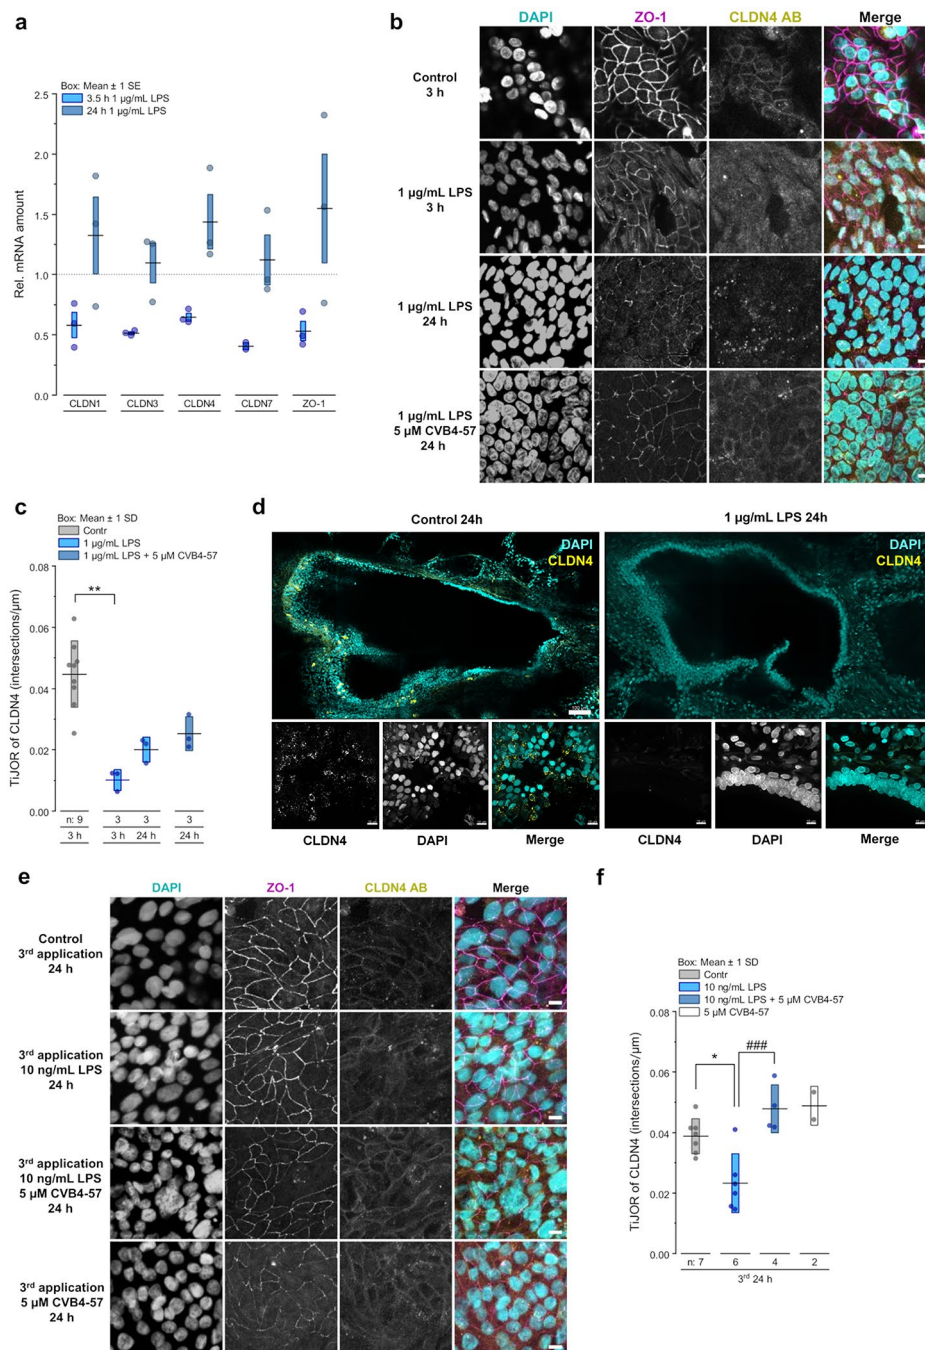 a
Box: Mean ± 1 SE
3.5 h 1 µg/mL LPS
24 h 1 µg/mL LPS
Rel. mRNA amount
2.5
2.0
1.5
1.0
0.5
0.0
CLDN1 CLDN3 CLDN4 CLDN7 ZO-1
b
DAPI ZO-1 CLDN4 AB Merge
Control
3 h
1 µg/mL LPS
3 h
1 µg/mL LPS
24 h
1 µg/mL LPS
5 µM CVB4-57
24 h
c
Box: Mean ± 1 SD
Contr
1 µg/mL LPS
1 µg/mL LPS + 5 µM CVB4-57
TiJOR of CLDN4 (intersections/µm)
0.08
0.06
0.04
0.02
0.00
**
n: 9 3 3 3
3 h 3 h 24 h 24 h
d
Control 24h 1 µg/mL LPS 24h
DAPI
CLDN4
DAPI
CLDN4
CLDN4 DAPI Merge CLDN4 DAPI Merge
e
DAPI ZO-1 CLDN4 AB Merge
Control
3rd application
24 h
3rd application
10 ng/mL LPS
24 h
3rd application
10 ng/mL LPS
5 µM CVB4-57
24 h
3rd application
5 µM CVB4-57
24 h
f
Box: Mean ± 1 SD
Contr
10 ng/mL LPS
10 ng/mL LPS + 5 µM CVB4-57
5 µM CVB4-57
TiJOR of CLDN4 (intersections/µm)
0.08
0.06
0.04
0.02
0.00
* ###
n: 7 6 4 2
3rd 24 h